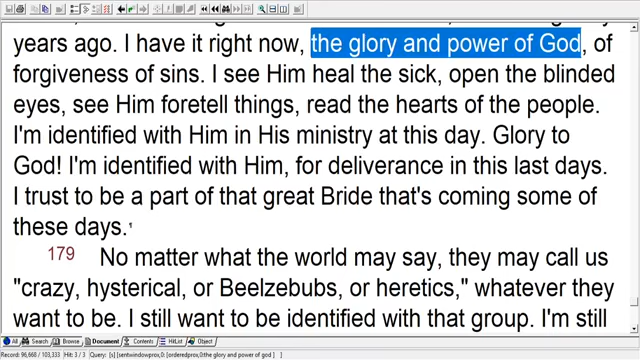 years ago. I have it right now, the glory and power of God, of
forgiveness of sins. I see Him heal the sick, open the blinded
eyes, see Him foretell things, read the hearts of the people.
I'm identified with Him in His ministry at this day. Glory to
God! I'm identified with Him, for deliverance in this last days.
I trust to be a part of that great Bride that's coming some of
these days.
179 No matter what the world may say, they may call us
"crazy, hysterical, or Beelzebubs, or heretics," whatever they
want to be. I still want to be identified with that group. I'm still
All Search Browse Document Contents HitList Object
Record: 96,668 / 103,333 Hit: 3 / 3 Query: [s] [sentwindowprox,0: [orderedprox,0:the glory and power of god ] ]